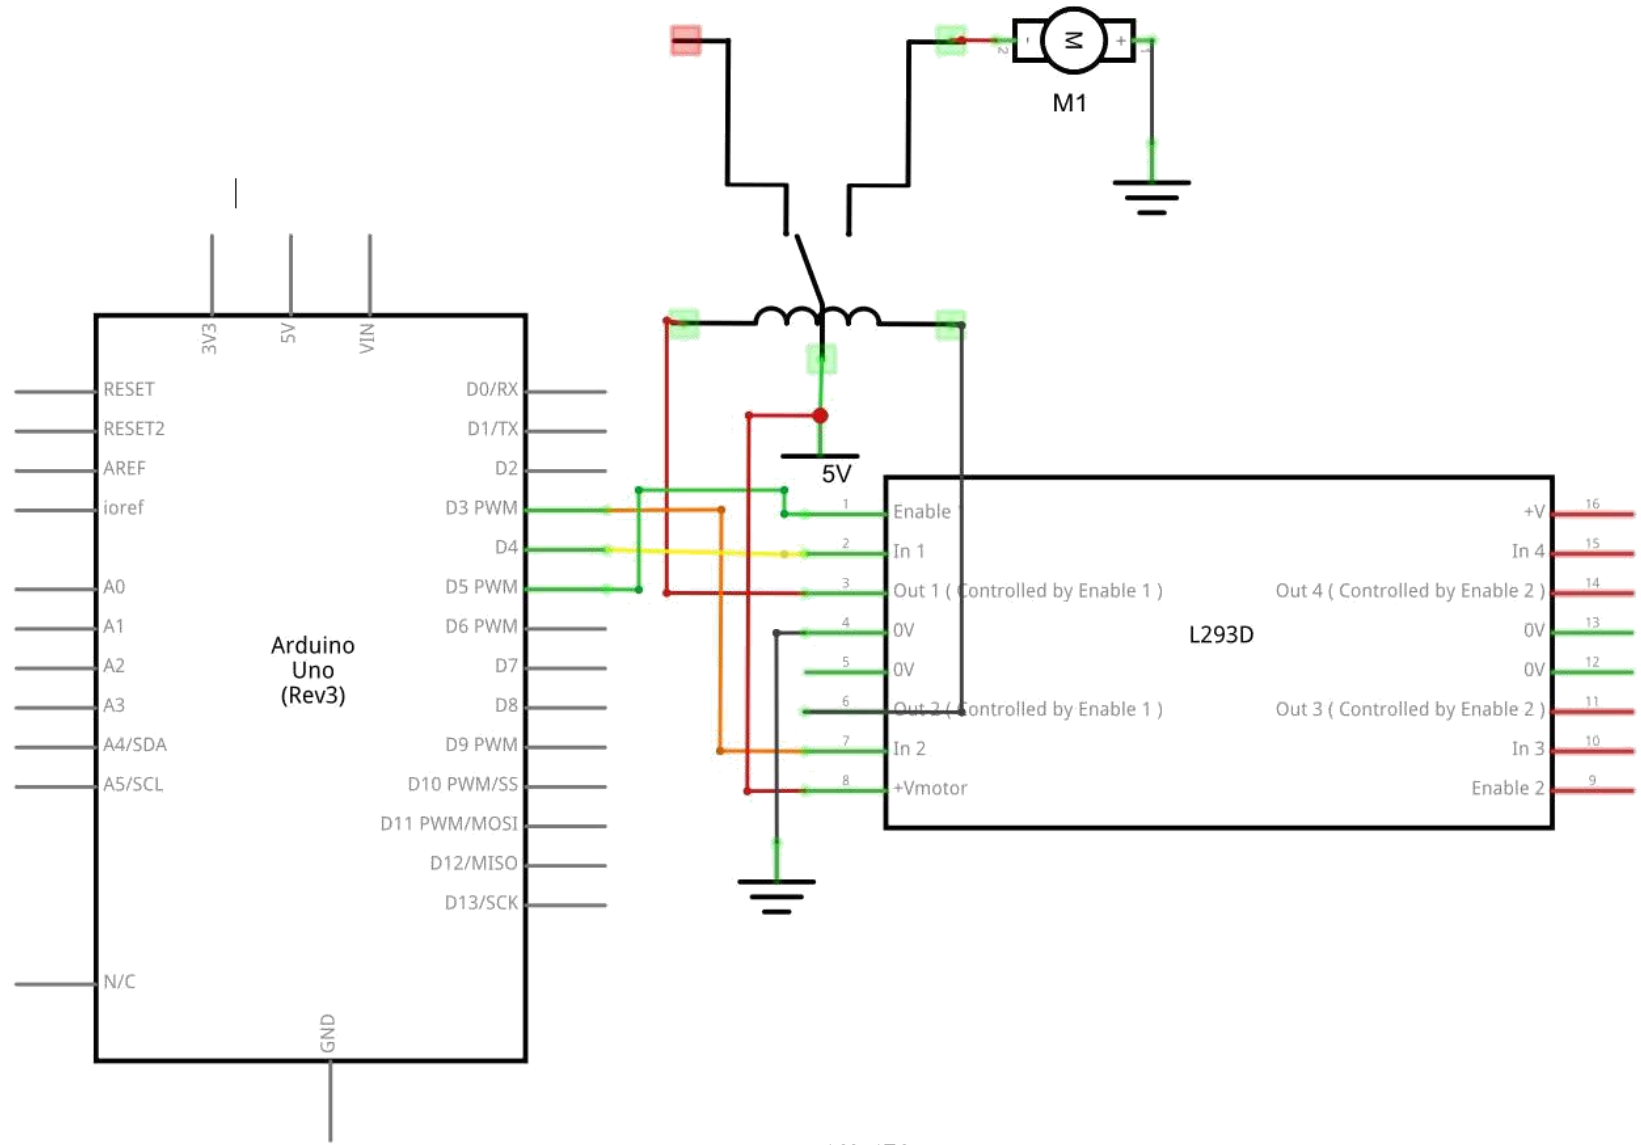 - M + 2 1
M1
3V3 5V VIN
RESET
RESET2
AREF
ioref
A0
A1
A2
A3
A4/SDA
A5/SCL
N/C
GND
Arduino
Uno
(Rev3)
D0/RX
D1/TX
D2
D3 PWM
D4
D5 PWM
D6 PWM
D7
D8
D9 PWM
D10 PWM/SS
D11 PWM/MOSI
D12/MISO
D13/SCK
5V
1 Enable
2 In 1
3 Out 1 ( Controlled by Enable 1 )
4 0V
5 0V
6 Out 2 ( Controlled by Enable 1 )
7 In 2
8 +Vmotor
L293D
+V 16
In 4 15
Out 4 ( Controlled by Enable 2 ) 14
0V 13
0V 12
Out 3 ( Controlled by Enable 2 ) 11
In 3 10
Enable 2 9